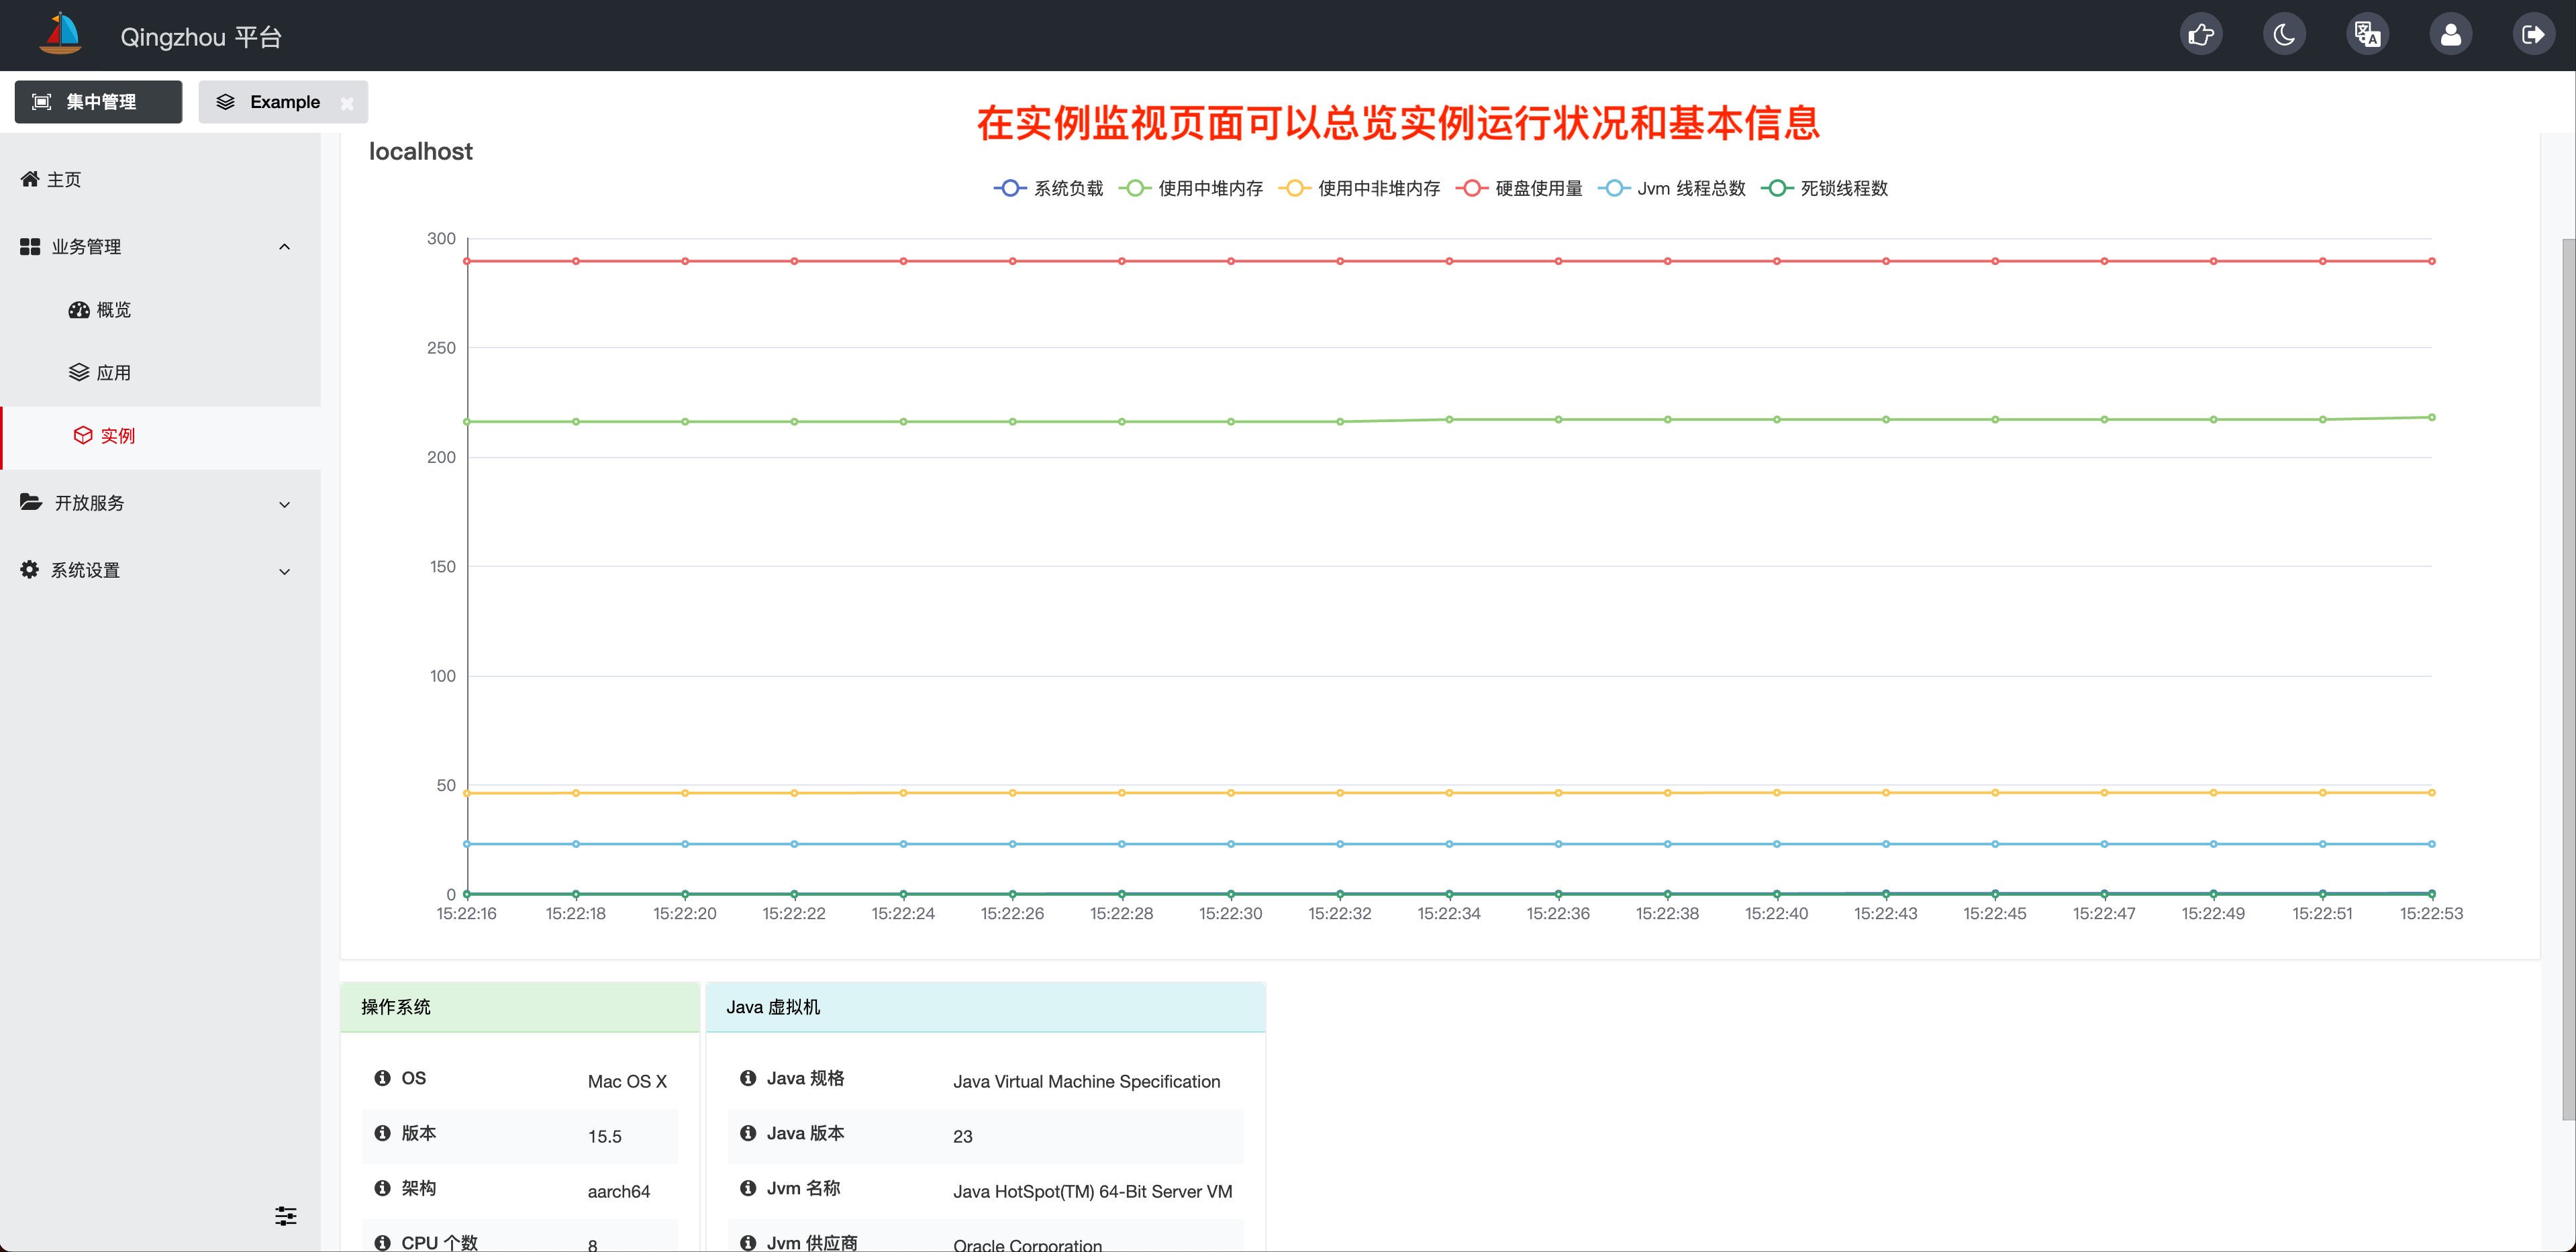 Qingzhou 平台
集中管理
Example
在实例监视页面可以总览实例运行状况和基本信息
主页
业务管理
概览
应用
实例
开放服务
系统设置
localhost
系统负载 使用中堆内存 使用中非堆内存 硬盘使用量 Jvm 线程总数 死锁线程数
300
250
200
150
100
50
0
15:22:16 15:22:18 15:22:20 15:22:22 15:22:24 15:22:26 15:22:28 15:22:30 15:22:32 15:22:34 15:22:36 15:22:38 15:22:40 15:22:43 15:22:45 15:22:47 15:22:49 15:22:51 15:22:53
操作系统
OS Mac OS X
版本 15.5
架构 aarch64
CPU 个数 8
Java 虚拟机
Java 规格 Java Virtual Machine Specification
Java 版本 23
Jvm 名称 Java HotSpot(TM) 64-Bit Server VM
Jvm 供应商 Oracle Corporation